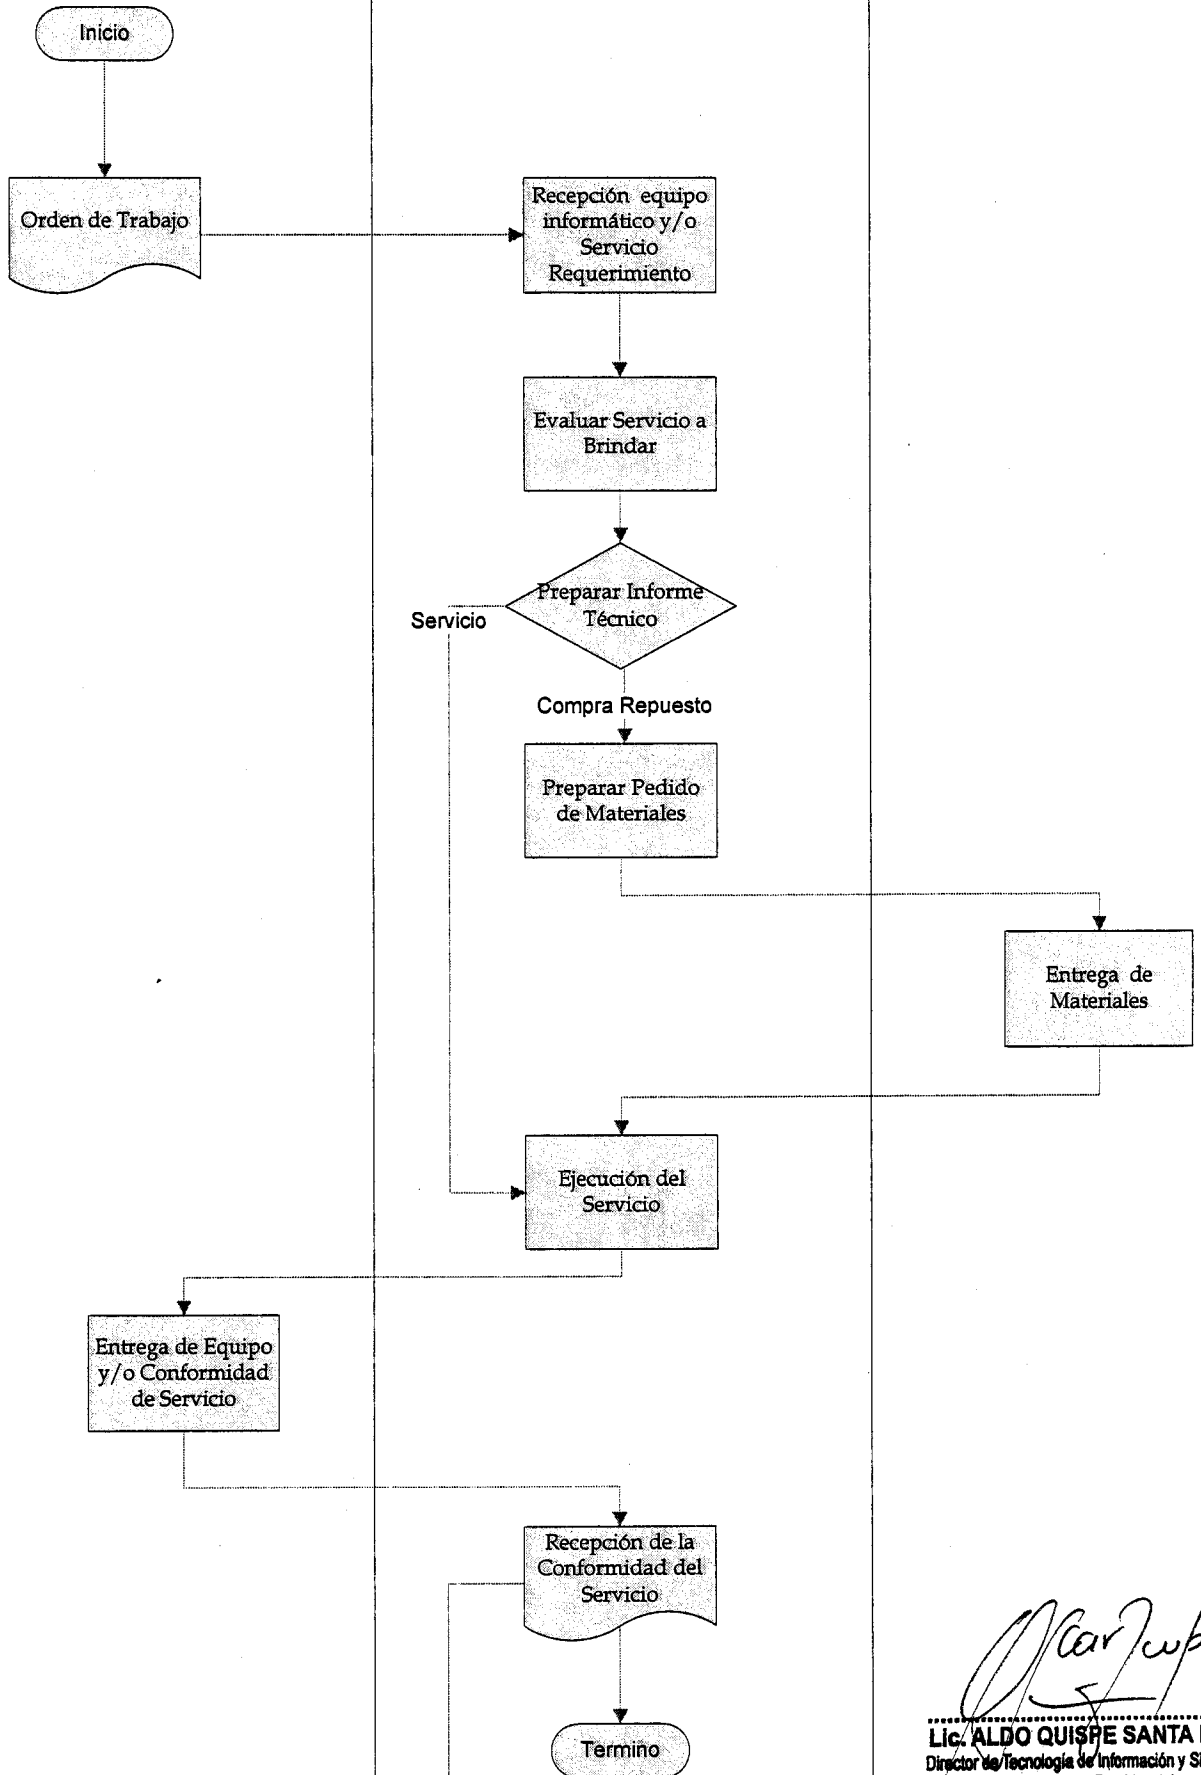 Inicio
Orden de Trabajo
Recepción equipo
informático y/o
Servicio
Requerimiento
Evaluar Servicio a
Brindar
Preparar Informe
Técnico
Servicio
Compra Repuesto
Preparar Pedido
de Materiales
Entrega de
Materiales
Ejecución del
Servicio
Entrega de Equipo
y/o Conformidad
de Servicio
Recepción de la
Conformidad del
Servicio
Termino
Lic. ALDO QUISPE SANTA
Director de Tecnología de Información y